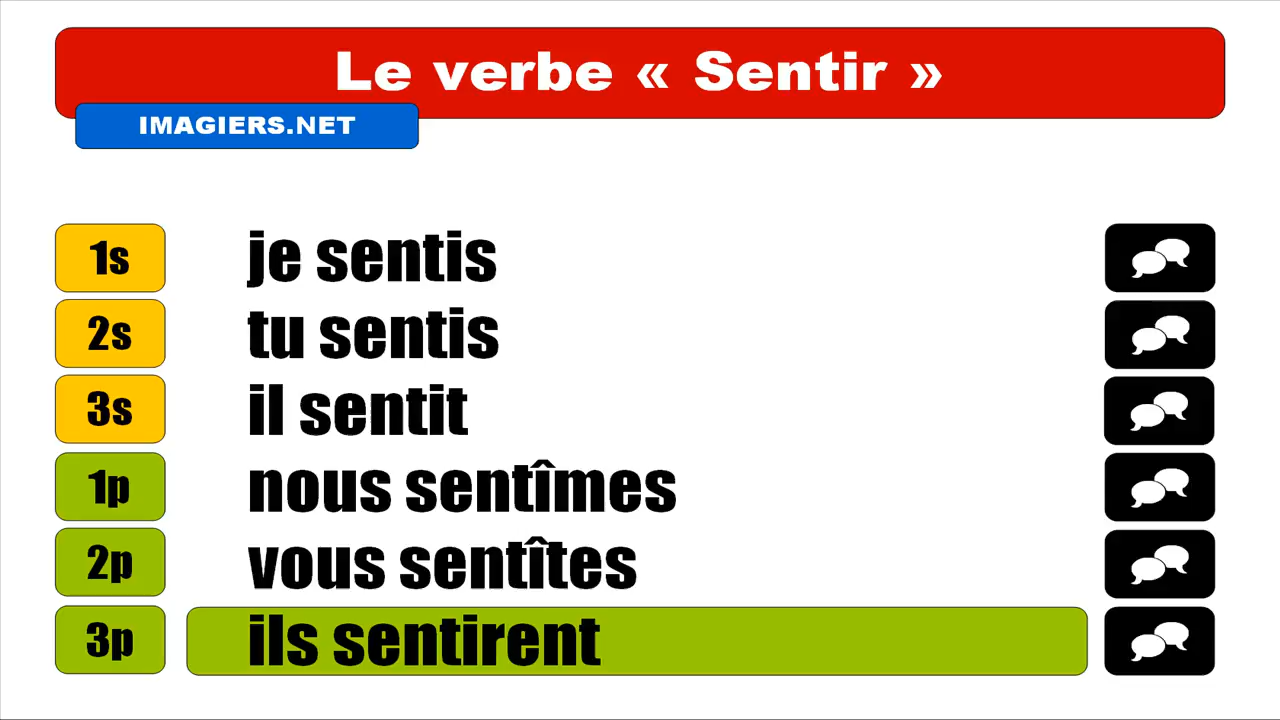 Le verbe « Sentir »
IMAGIERS.NET
1s je sentis
2s tu sentis
3s il sentit
1p nous sentîmes
2p vous sentîtes
3p ils sentirent